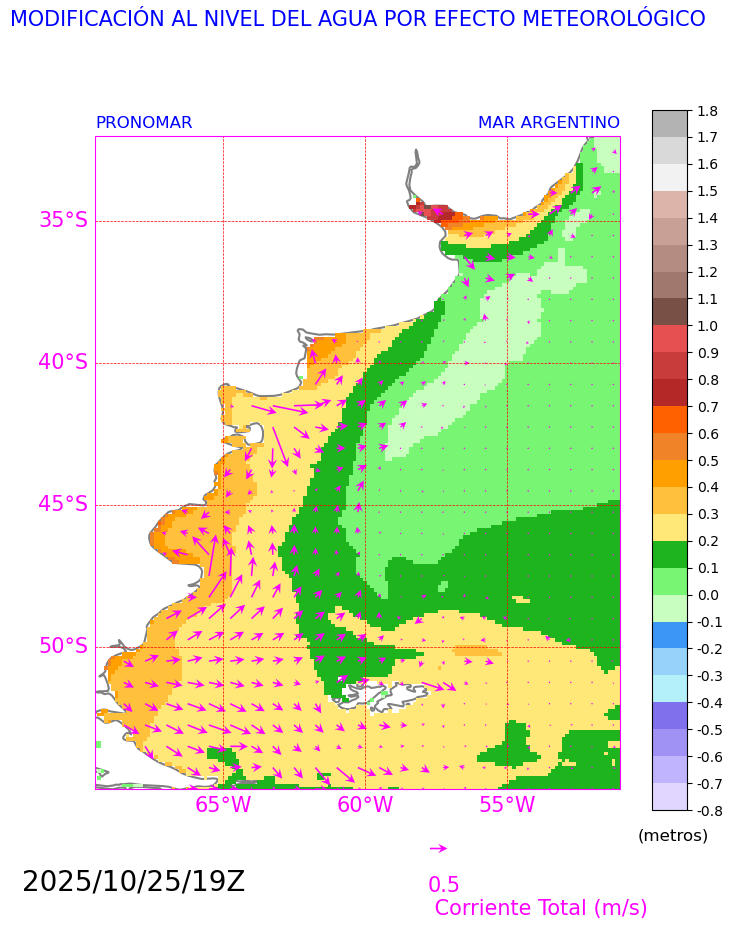 MODIFICACIÓN AL NIVEL DEL AGUA POR EFECTO METEOROLÓGICO
PRONOMAR MAR ARGENTINO
35°S
40°S
45°S
50°S
65°W 60°W 55°W
1.8
1.7
1.6
1.5
1.4
1.3
1.2
1.1
1.0
0.9
0.8
0.7
0.6
0.5
0.4
0.3
0.2
0.1
0.0
-0.1
-0.2
-0.3
-0.4
-0.5
-0.6
-0.7
-0.8
(metros)
2025/10/25/19Z
0.5
Corriente Total (m/s)